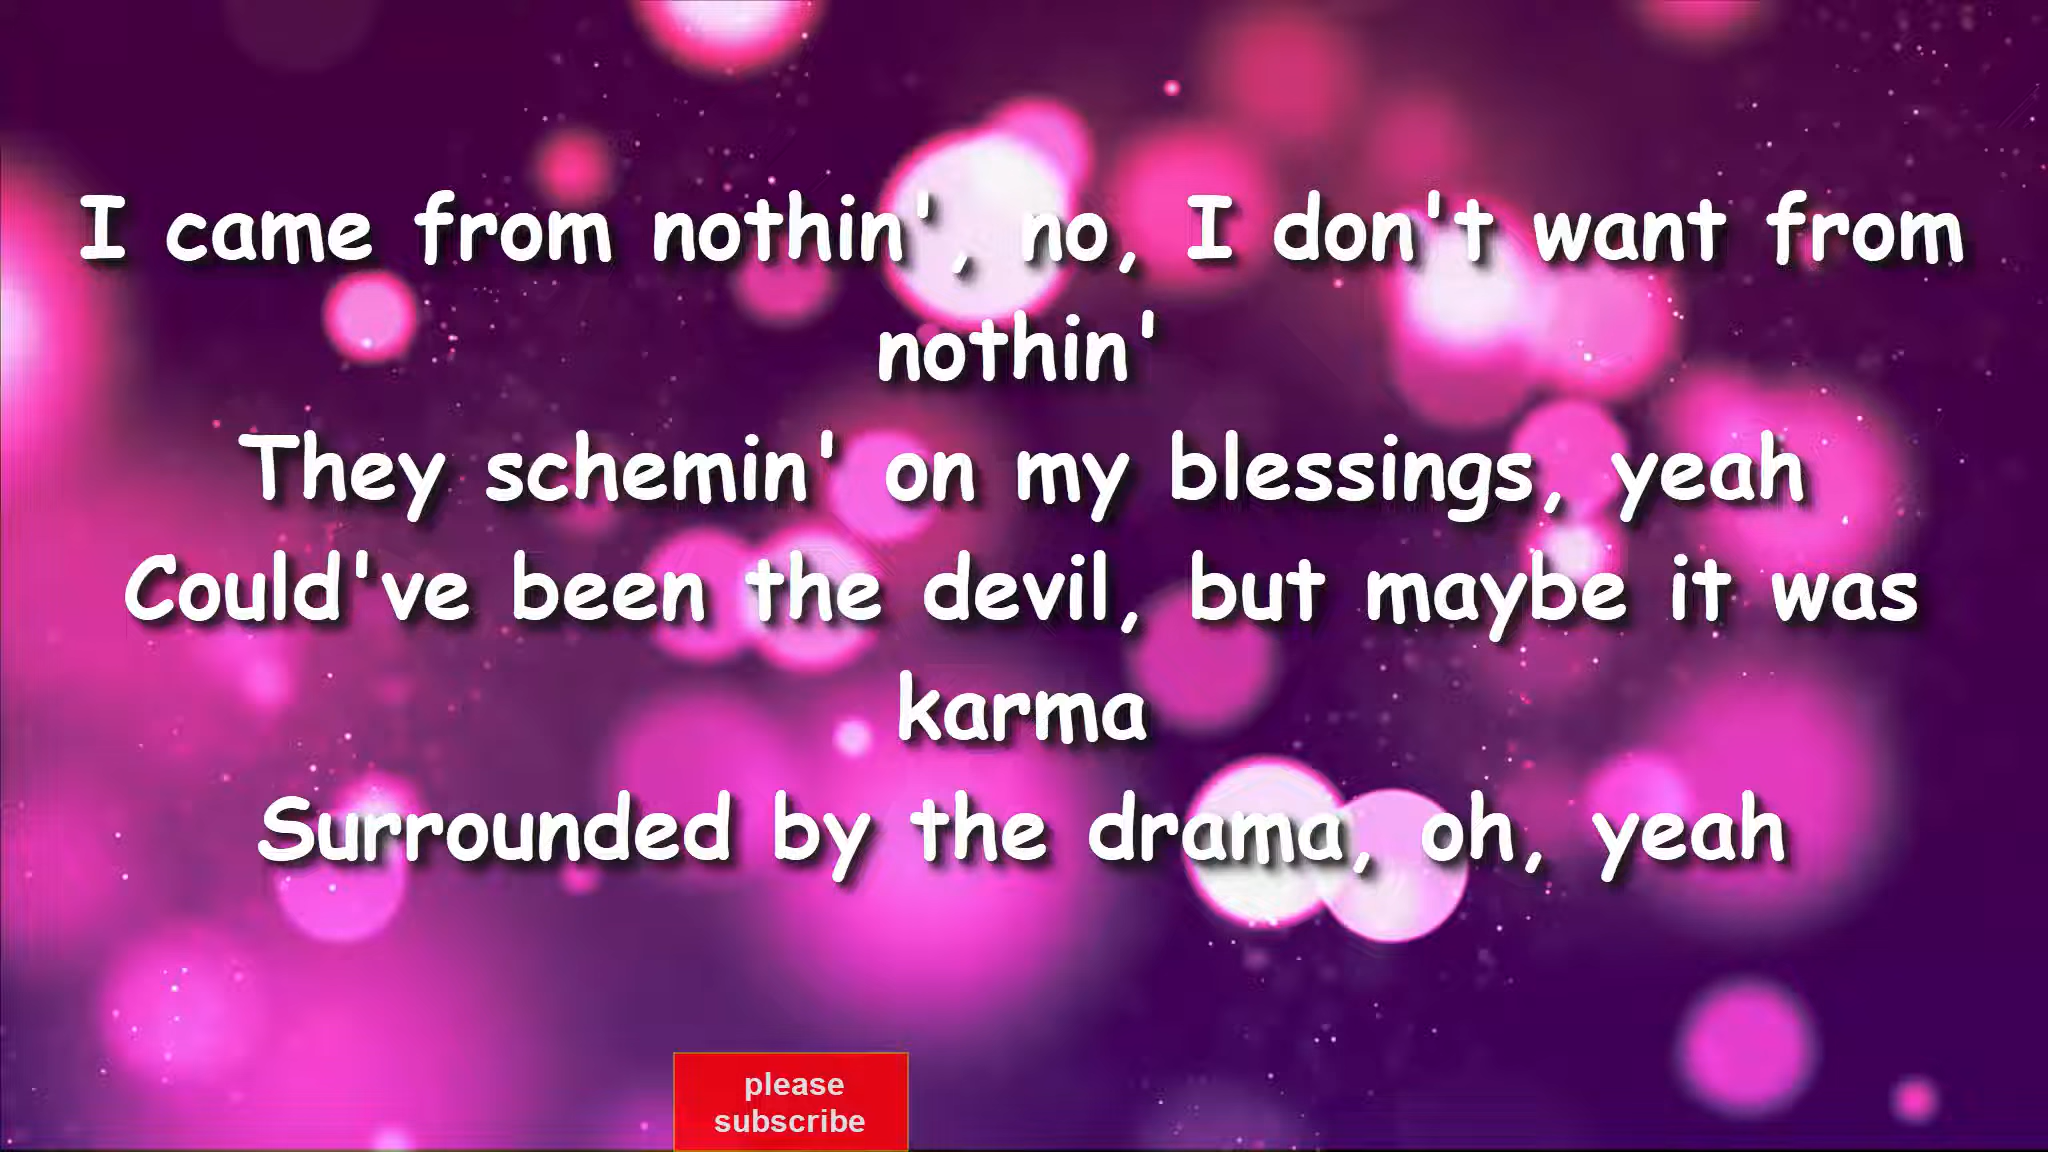 I came from nothin', no, I don't want from
nothin'
They schemin' on my blessings, yeah
Could've been the devil, but maybe it was
karma
Surrounded by the drama, oh, yeah
please
subscribe